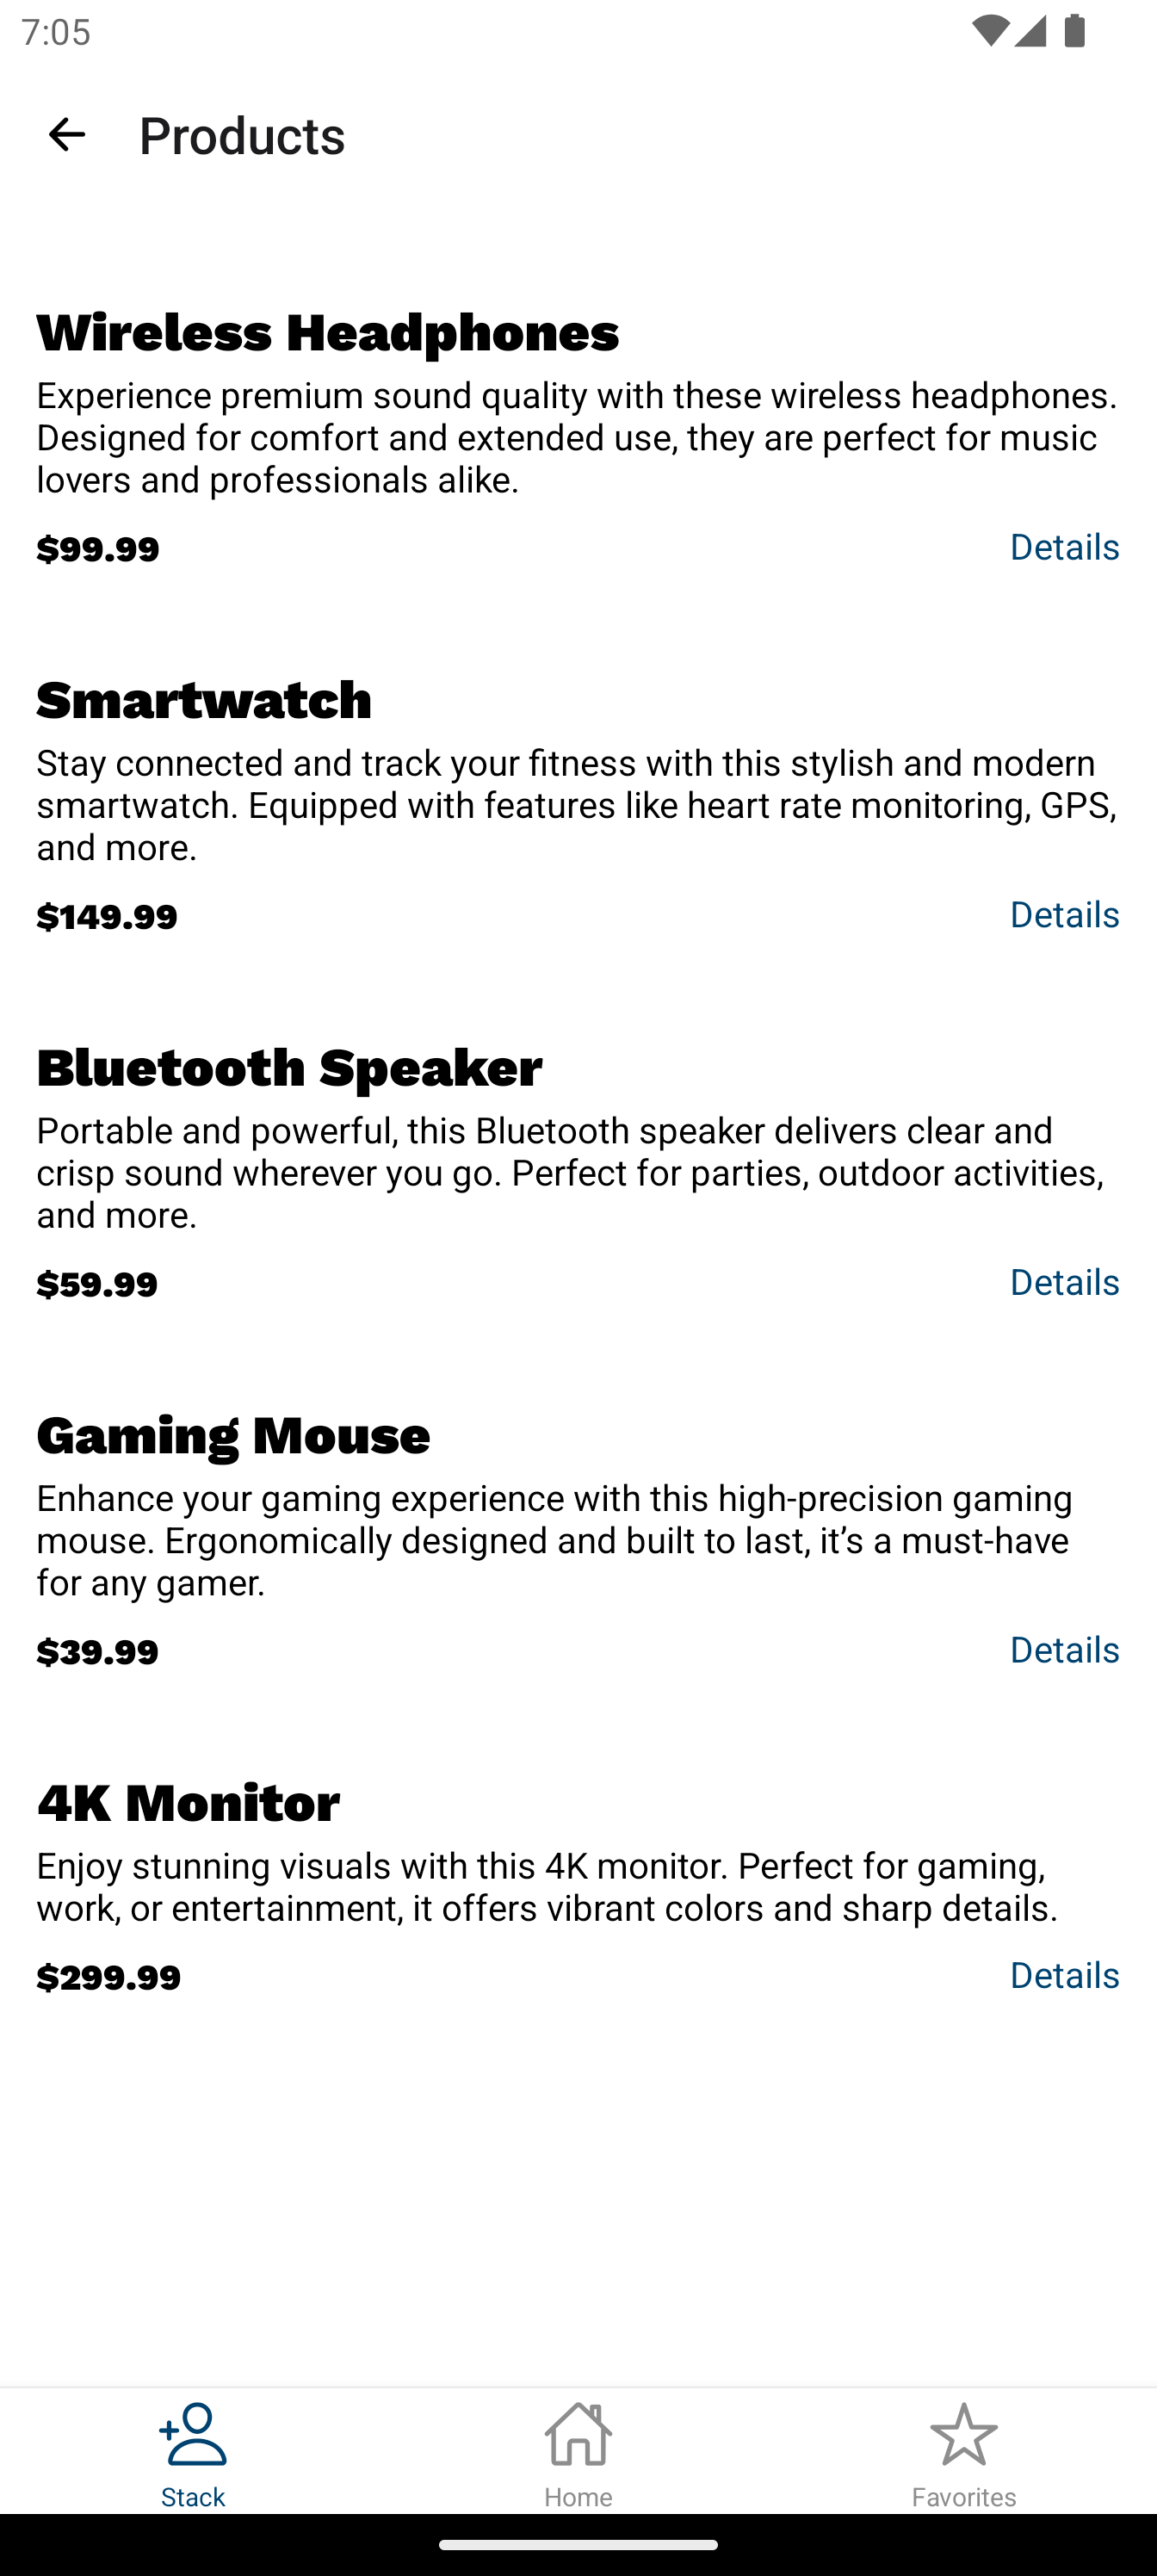 7:05
Products
Wireless Headphones
Experience premium sound quality with these wireless headphones.
Designed for comfort and extended use, they are perfect for music
lovers and professionals alike.
$99.99
Details
Smartwatch
Stay connected and track your fitness with this stylish and modern
smartwatch. Equipped with features like heart rate monitoring, GPS,
and more.
$149.99
Details
Bluetooth Speaker
Portable and powerful, this Bluetooth speaker delivers clear and
crisp sound wherever you go. Perfect for parties, outdoor activities,
and more.
$59.99
Details
Gaming Mouse
Enhance your gaming experience with this high-precision gaming
mouse. Ergonomically designed and built to last, it’s a must-have
for any gamer.
$39.99
Details
4K Monitor
Enjoy stunning visuals with this 4K monitor. Perfect for gaming,
work, or entertainment, it offers vibrant colors and sharp details.
$299.99
Details
Stack
Home
Favorites